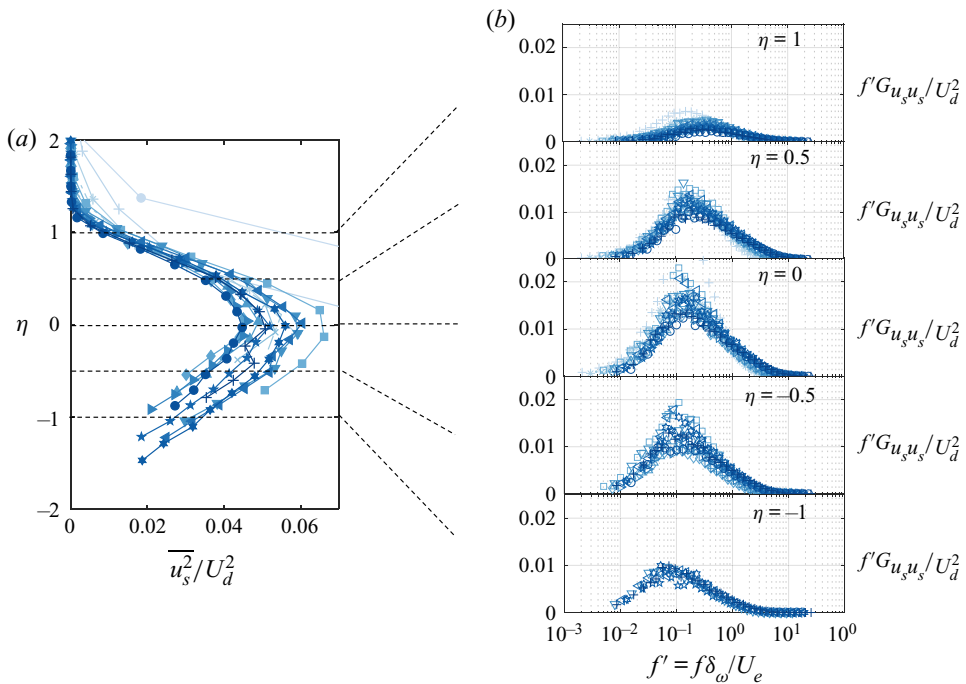 (a)
2
1
η 0
−1
−2
0 0.02 0.04 0.06
u_s^2/U_d^2
(b)
0.02
0.01
0
η = 1
f′G_{u_s u_s}/U_d^2
0.02
0.01
0
η = 0.5
f′G_{u_s u_s}/U_d^2
0.02
0.01
0
η = 0
f′G_{u_s u_s}/U_d^2
0.02
0.01
0
η = −0.5
f′G_{u_s u_s}/U_d^2
0.02
0.01
0
η = −1
f′G_{u_s u_s}/U_d^2
10^{−3} 10^{−2} 10^{−1} 10^0 10^1 10^0
f′ = fδ_ω/U_e